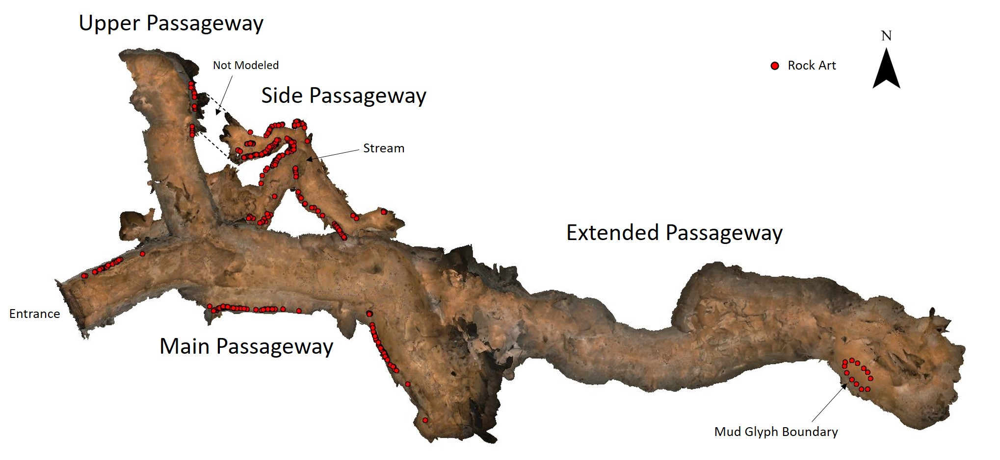 Upper Passageway
N
Not Modeled
Rock Art
Side Passageway
Stream
Extended Passageway
Entrance
Main Passageway
Mud Glyph Boundary